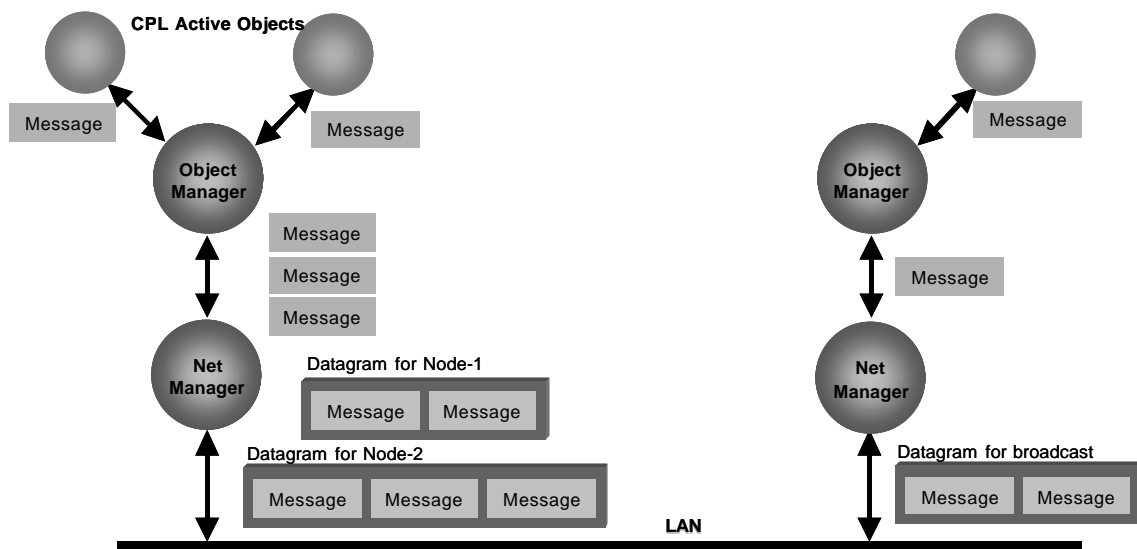 CPL Active Objects
Message
Message
Message
Object
Manager
Object
Manager
Message
Message
Message
Message
Net
Manager
Net
Manager
Datagram for Node-1
Message Message
Datagram for Node-2
Message Message Message
Datagram for broadcast
Message Message
LAN